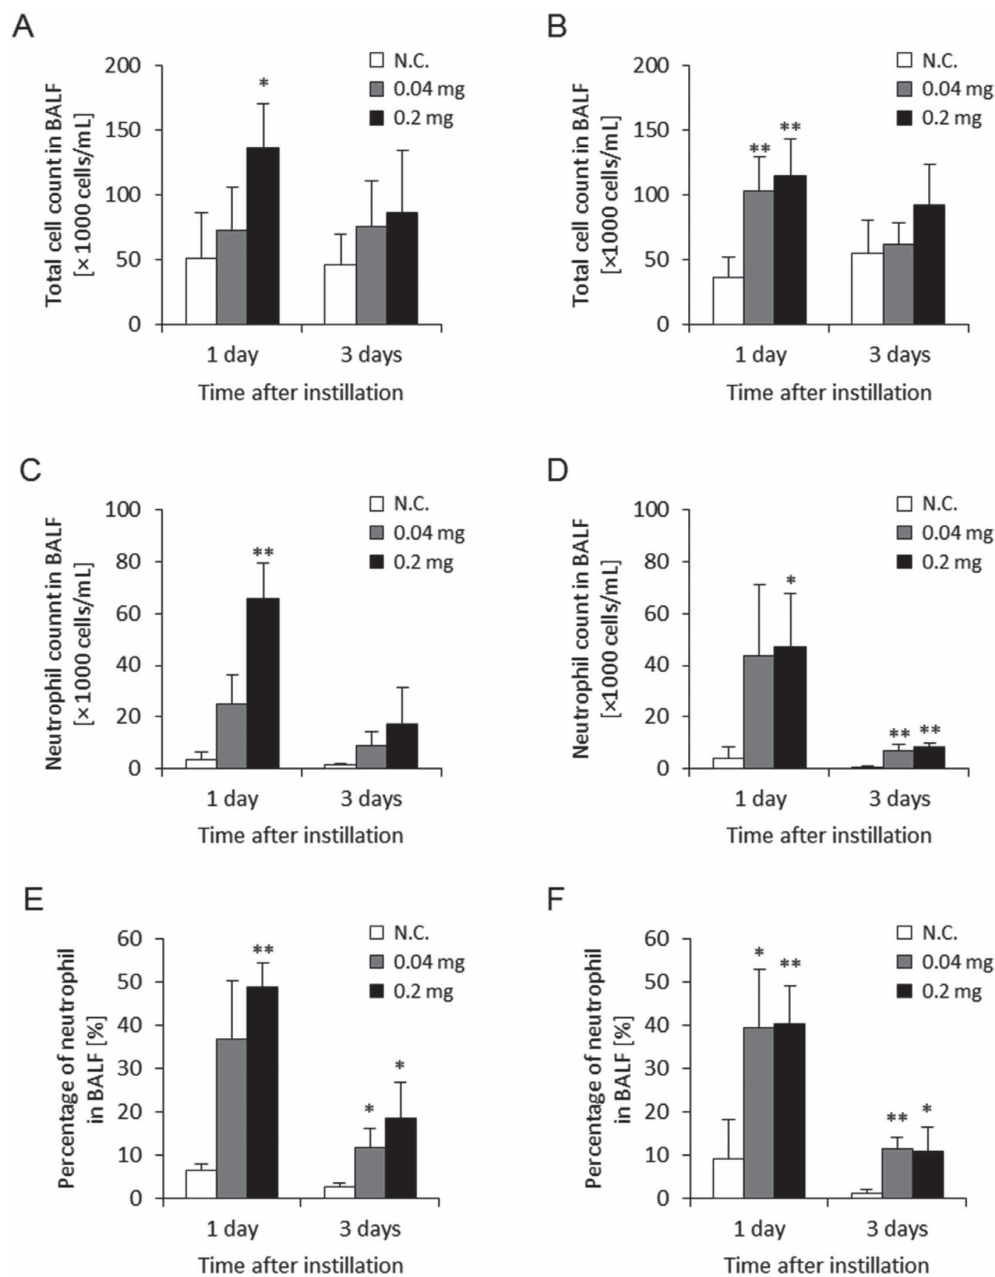 A
Total cell count in BALF
[×1000 cells/mL]
200
150
100
50
0
N.C.
0.04 mg
0.2 mg
*
1 day
3 days
Time after instillation
B
Total cell count in BALF
[×1000 cells/mL]
200
150
100
50
0
N.C.
0.04 mg
0.2 mg
**
**
1 day
3 days
Time after instillation
C
Neutrophil counnt in BALF
[×1000 cells/mL]
100
80
60
40
20
0
N.C.
0.04 mg
0.2 mg
**
1 day
3 days
Time after instillation
D
Neutrophil count in BALF
[×1000 cells/mL]
100
80
60
40
20
0
N.C.
0.04 mg
0.2 mg
*
**
**
1 day
3 days
Time after instillation
E
Percentage of neutrophil
in BALF [%]
60
50
40
30
20
10
0
N.C.
0.04 mg
0.2 mg
**
*
*
1 day
3 days
Time after instillation
F
Percentage of neutrophil
in BALF [%]
60
50
40
30
20
10
0
N.C.
0.04 mg
0.2 mg
*
**
**
*
1 day
3 days
Time after instillation